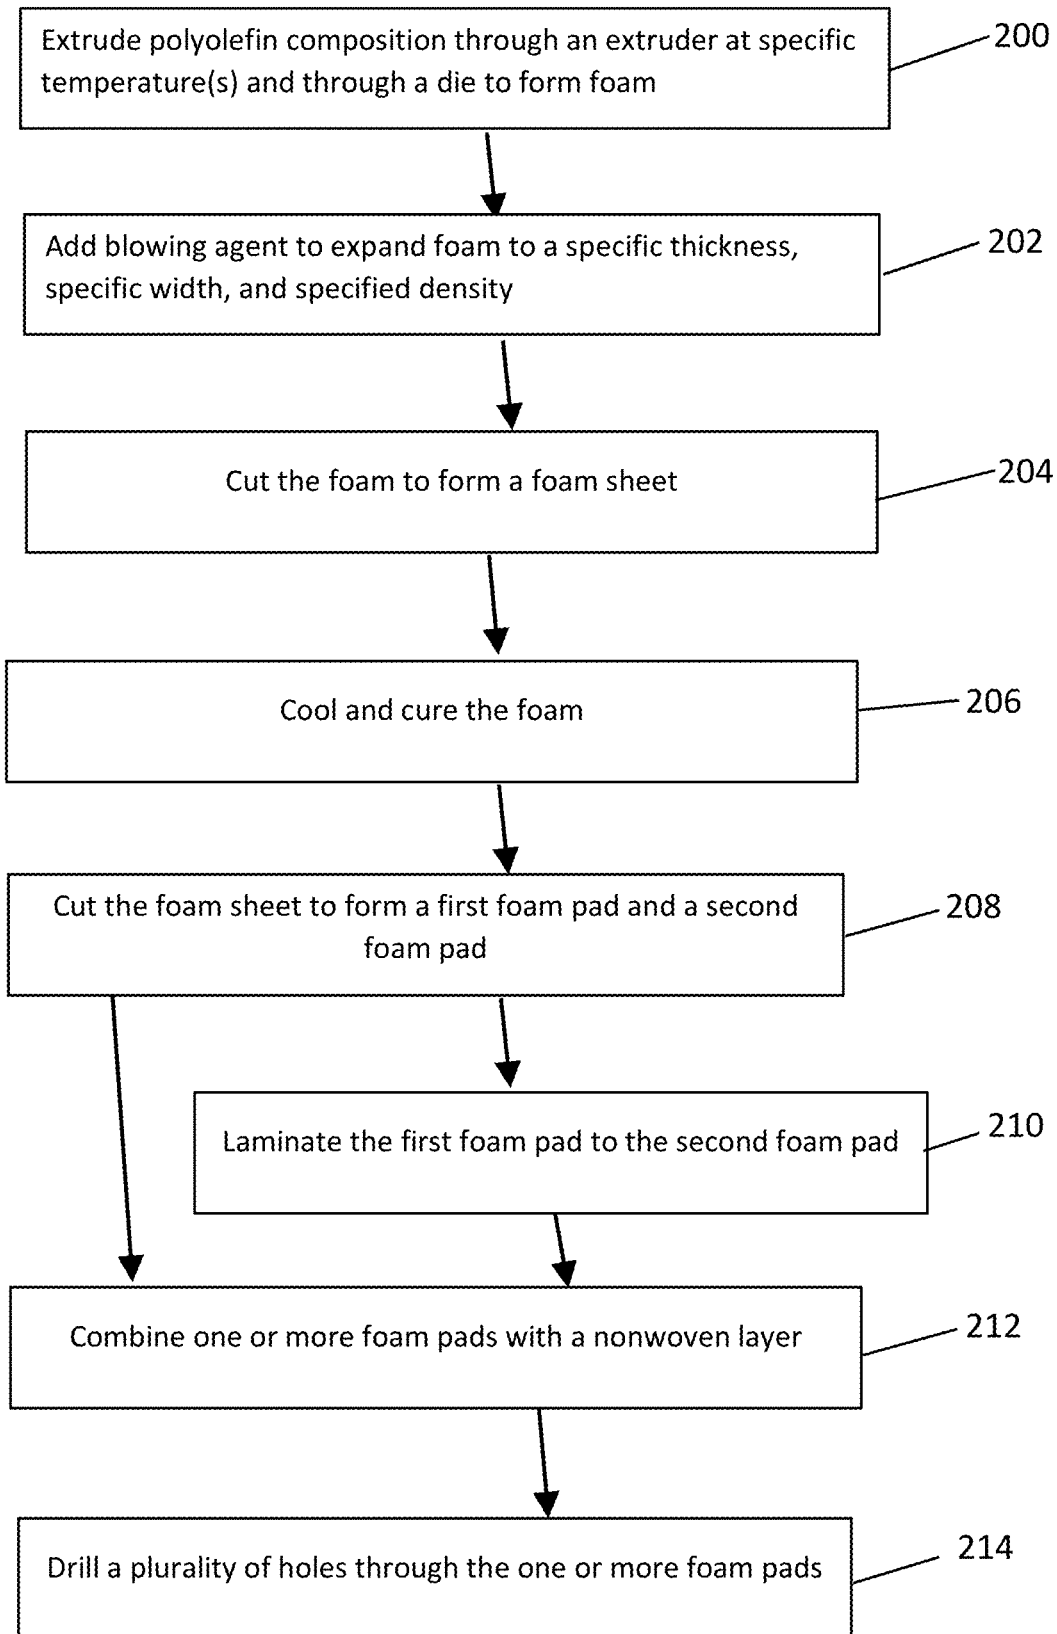 Extrude polyolefin composition through an extruder at specific
temperature(s) and through a die to form foam
200
Add blowing agent to expand foam to a specific thickness,
specific width, and specified density
202
Cut the foam to form a foam sheet
204
Cool and cure the foam
206
Cut the foam sheet to form a first foam pad and a second
foam pad
208
Laminate the first foam pad to the second foam pad
210
Combine one or more foam pads with a nonwoven layer
212
Drill a plurality of holes through the one or more foam pads
214